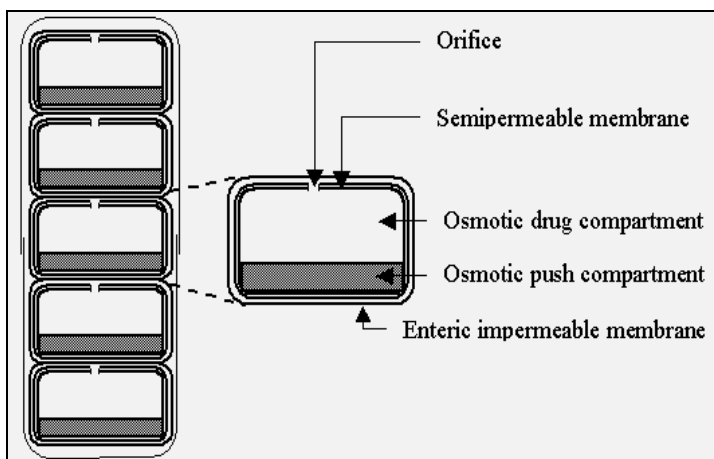 Orifice
Semipermeable membrane
Osmotic drug compartment
Osmotic push compartment
Enteric impermeable membrane